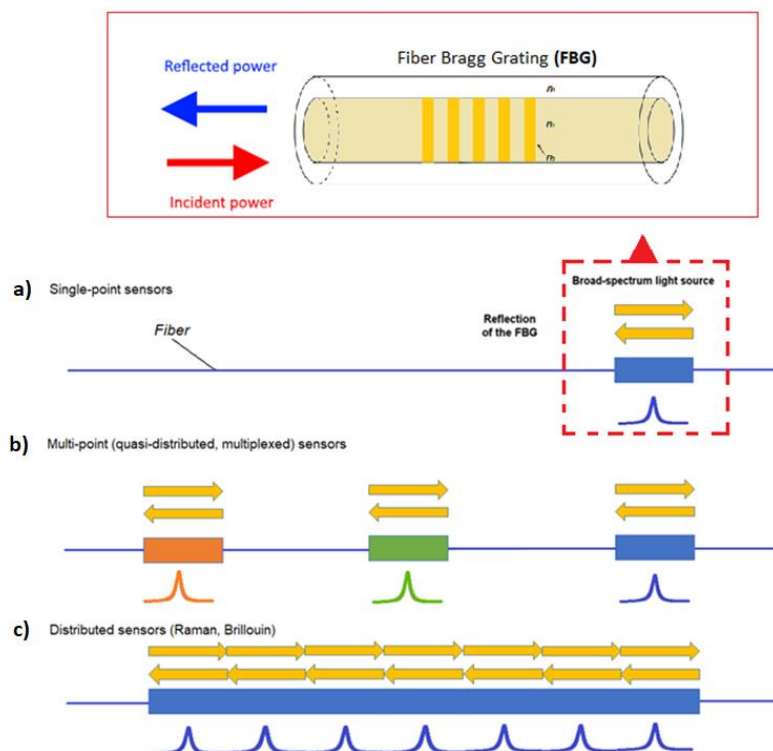 Fiber Bragg Grating (FBG)
Reflected power
Incident power
a) Single-point sensors
Broad-spectrum light source
Reflection
of the FBG
Fiber
b) Multi-point (quasi-distributed, multiplexed) sensors
c) Distributed sensors (Raman, Brillouin)